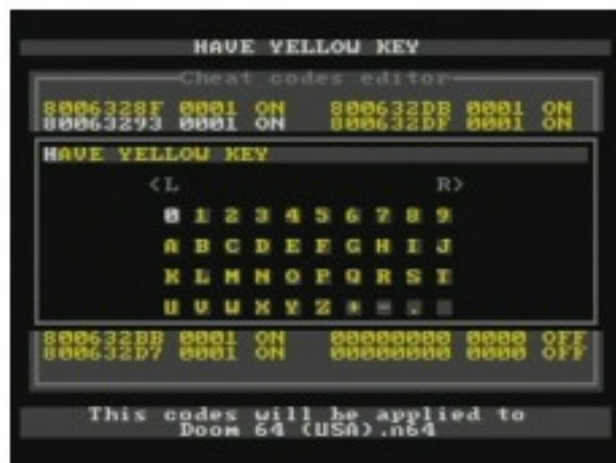 HAVE YELLOW KEY
Cheat codes editor
8006328F 0001 ON 800632DB 0001 ON
80063293 0001 ON 800632DF 0001 ON
HAVE YELLOW KEY
<L R>
0 1 2 3 4 5 6 7 8 9
A B C D E F G H I J
K L M N O P Q R S T
U V W X Y Z + - .
800632BB 0001 ON 00000000 0000 OFF
800632D7 0001 ON 00000000 0000 OFF
This codes will be applied to
Doom 64 (USA).n64